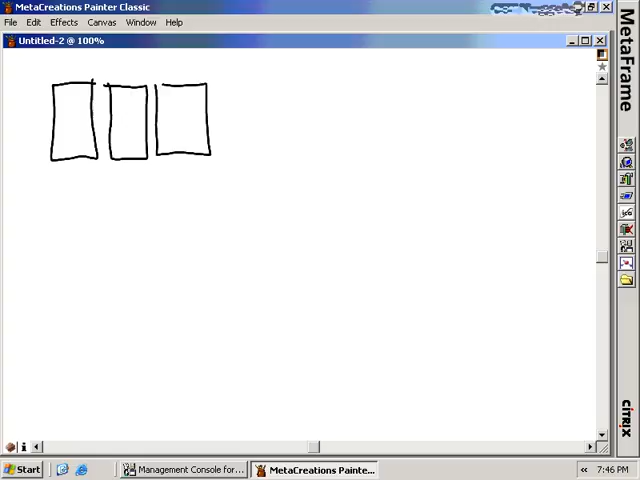 MetaCreations Painter Classic
File Edit Effects Canvas Window Help
Untitled-2 @ 100%
MetaFrame
CITRIX
Start
Management Console for...
MetaCreations Painte...
« 7:46 PM